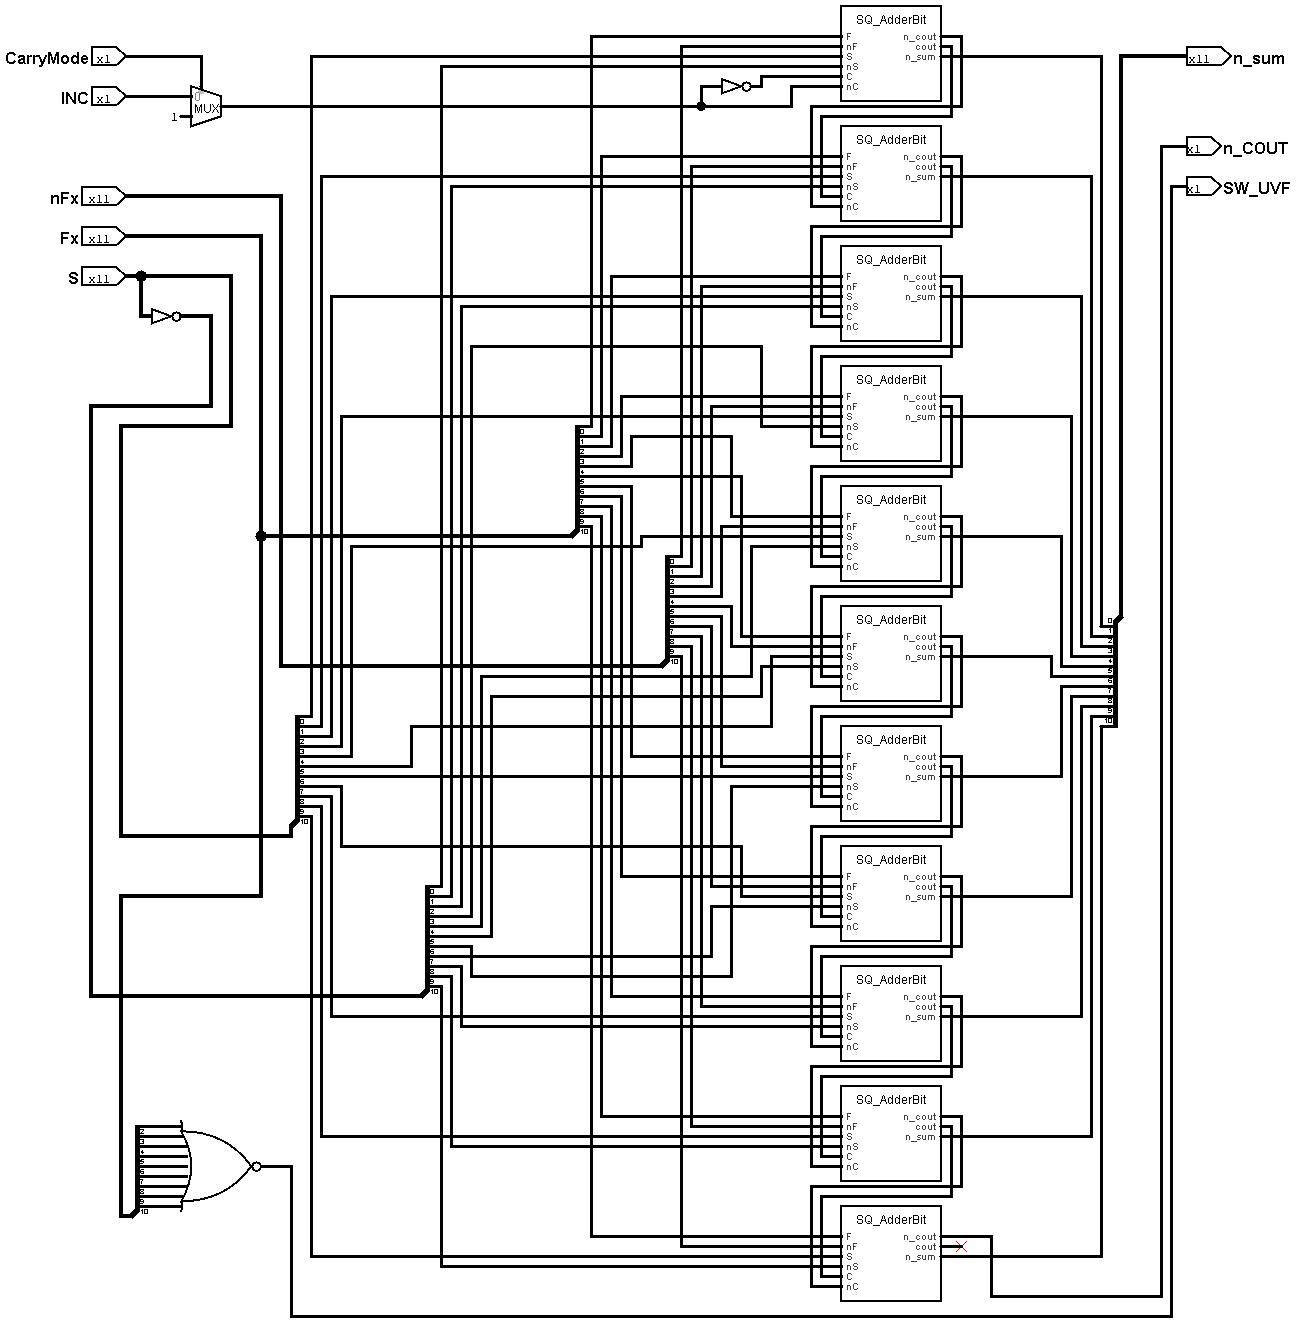 CarryMode x1
INC x1
0
MUX
1
nFx x11
Fx x11
S x11
x11 n_sum
x1 n_COUT
x1 SW_UVF
SQ_AdderBit
F n_cout
nF cout
S n_sum
nS
C
nC
SQ_AdderBit
F n_cout
nF cout
S n_sum
nS
C
nC
SQ_AdderBit
F n_cout
nF cout
S n_sum
nS
C
nC
SQ_AdderBit
F n_cout
nF cout
S n_sum
nS
C
nC
SQ_AdderBit
F n_cout
nF cout
S n_sum
nS
C
nC
SQ_AdderBit
F n_cout
nF cout
S n_sum
nS
C
nC
SQ_AdderBit
F n_cout
nF cout
S n_sum
nS
C
nC
SQ_AdderBit
F n_cout
nF cout
S n_sum
nS
C
nC
SQ_AdderBit
F n_cout
nF cout
S n_sum
nS
C
nC
SQ_AdderBit
F n_cout
nF cout
S n_sum
nS
C
nC
SQ_AdderBit
F n_cout
nF cout
S n_sum
nS
C
nC
0
1
2
3
4
5
6
7
8
9
10
0
1
2
3
4
5
6
7
8
9
10
0
1
2
3
4
5
6
7
8
9
10
0
1
2
3
4
5
6
7
8
9
10
0
1
2
3
4
5
6
7
8
9
10
2
3
4
5
6
7
8
9
10